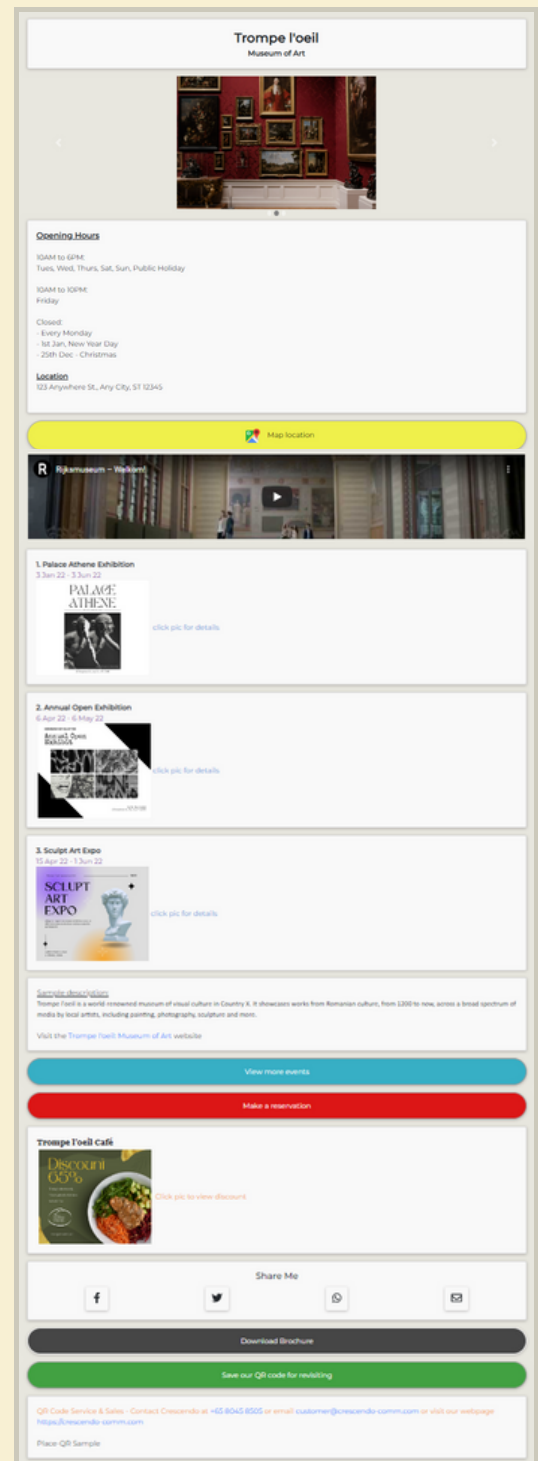 Trompe l'oeil
Museum of Art
Opening Hours
10AM to 6PM:
Tues, Wed, Thurs, Sat, Sun, Public Holiday
10AM to 10PM:
Friday
Closed:
- Every Monday
- 1st Jan, New Year Day
- 25th Dec - Christmas
Location
123 Anywhere St., Any City, ST 12345
Map location
R Rijksmuseum – Welkom!
1. Palace Athene Exhibition
3 Jan 22 - 3 Jun 22
PALACE
ATHENE
click pic for details
2. Annual Open Exhibition
6 Apr 22 - 6 May 22
Annual Open
Exhibit
click pic for details
3. Sculpt Art Expo
15 Apr 22 - 1 Jun 22
SCLUPT
ART
EXPO
click pic for details
Sample description:
Trompe l'oeil is a world renowned museum of visual culture in Country X. It showcases works from Romanian culture, from 1200 to now, across a broad spectrum of
media by local artists, including painting, photography, sculpture and more.
Visit the Trompe l'oeil: Museum of Art website
View more events
Make a reservation
Trompe l'oeil Café
Discount
65%
Click pic to view discount
Share Me
Download Brochure
Save our QR code for revisiting
QR Code Service & Sales - Contact Crescendo at +65 8045 8505 or email customer@crescendo-comm.com or visit our webpage
https://crescendo-comm.com
Place QR Sample